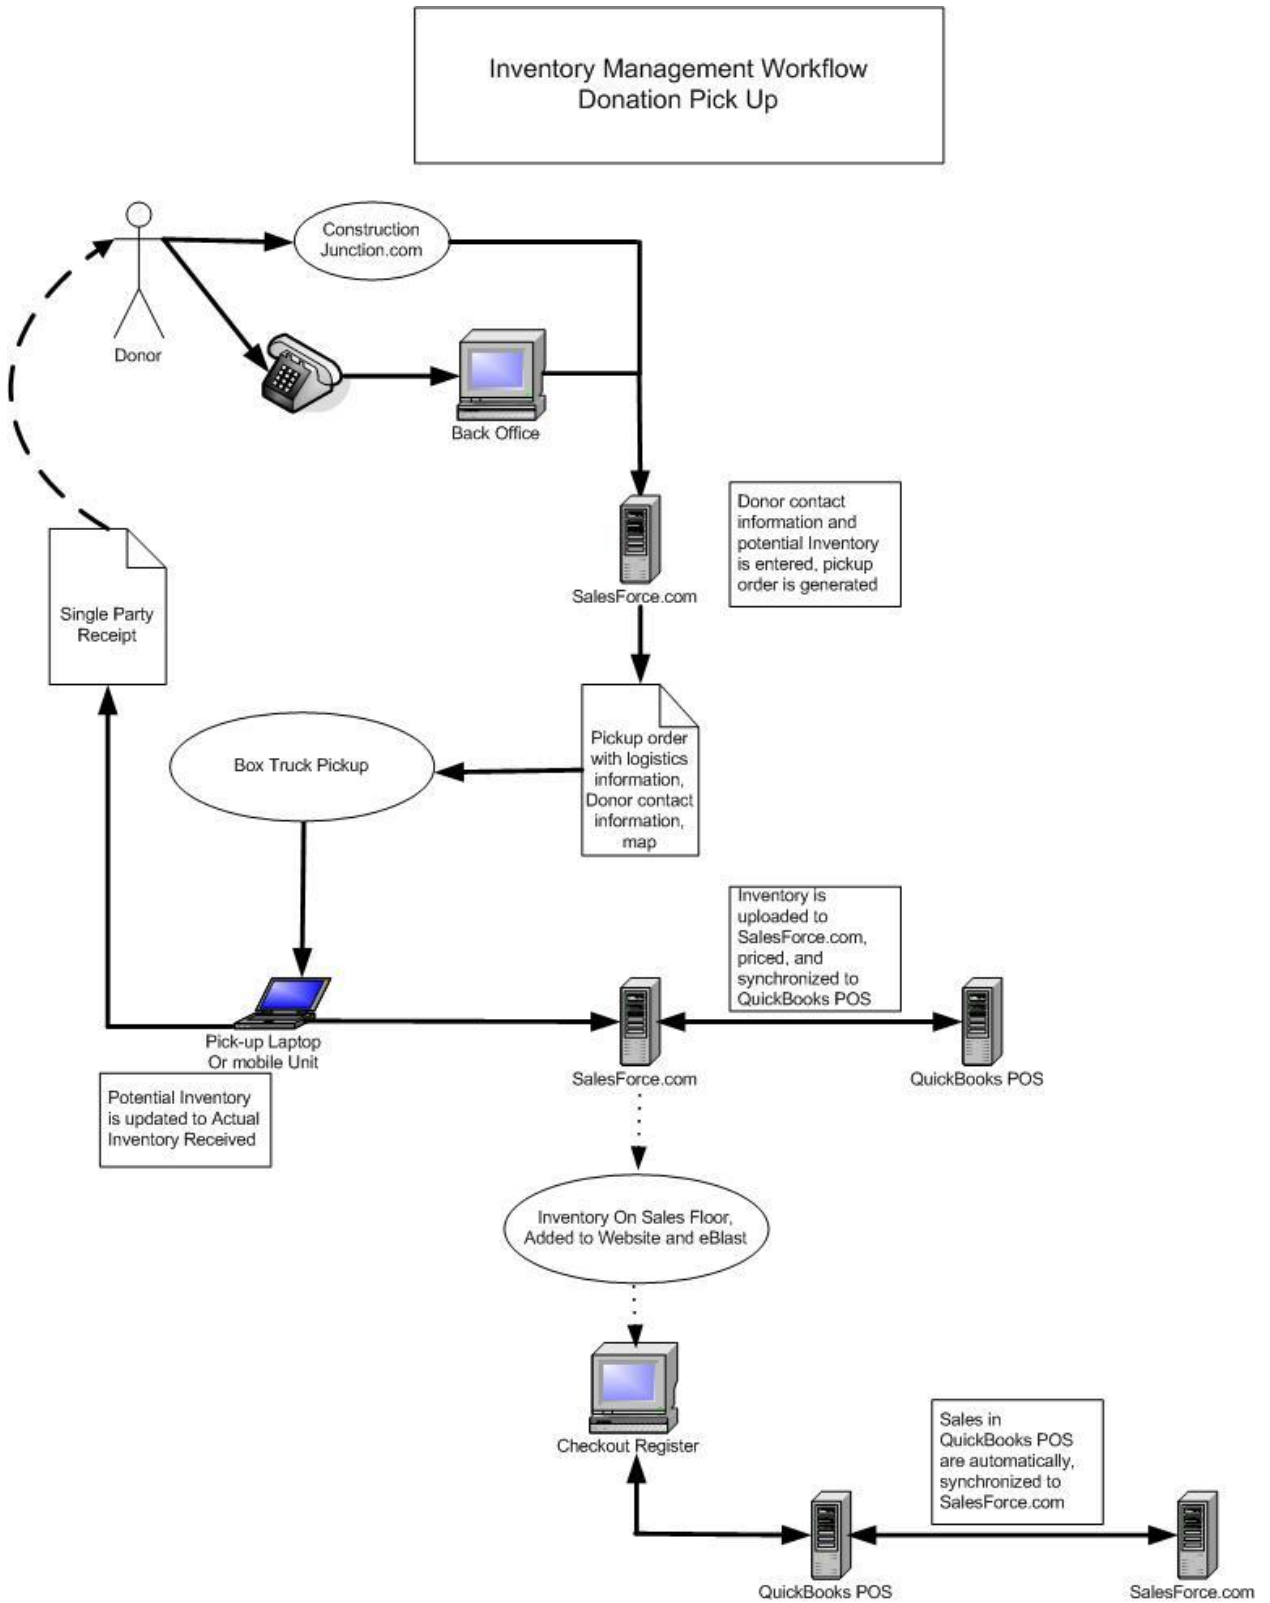 Inventory Management Workflow
Donation Pick Up
Construction
Junction.com
Donor
Back Office
Donor contact
information and
potential Inventory
is entered, pickup
order is generated
SalesForce.com
Single Party
Receipt
Pickup order
with logistics
information,
Donor contact
information,
map
Box Truck Pickup
Inventory is
uploaded to
SalesForce.com,
priced, and
synchronized to
QuickBooks POS
Pick-up Laptop
Or mobile Unit
SalesForce.com
QuickBooks POS
Potential Inventory
is updated to Actual
Inventory Received
Inventory On Sales Floor,
Added to Website and eBlast
Checkout Register
Sales in
QuickBooks POS
are automatically,
synchronized to
SalesForce.com
QuickBooks POS
SalesForce.com